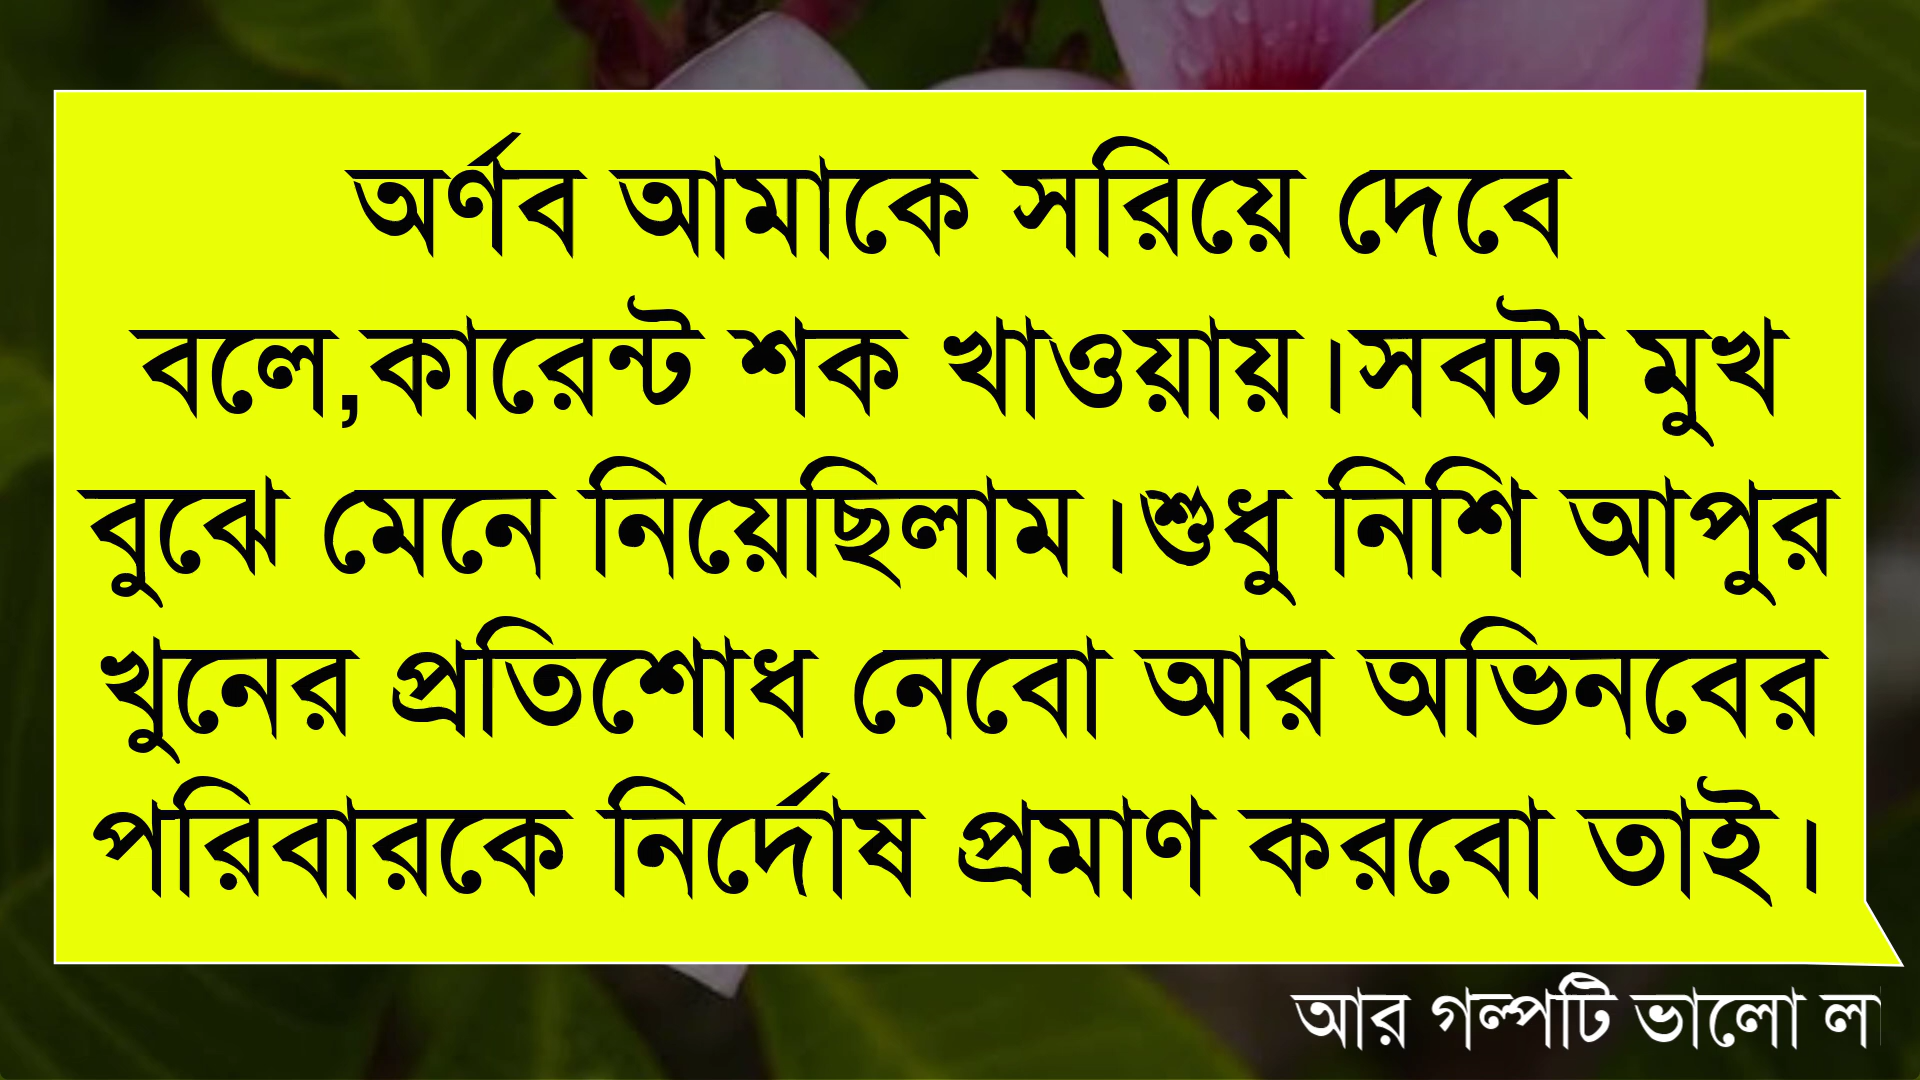 অর্ণব আমাকে সরিয়ে দেবে
বলে,কারেন্ট শক খাওয়ায়।সবটা মুখ
বুঝে মেনে নিয়েছিলাম।শুধু নিশি আপুর
খুনের প্রতিশোধ নেবো আর অভিনবের
পরিবারকে নির্দোষ প্রমাণ করবো তাই।
আর গল্পটি ভালো